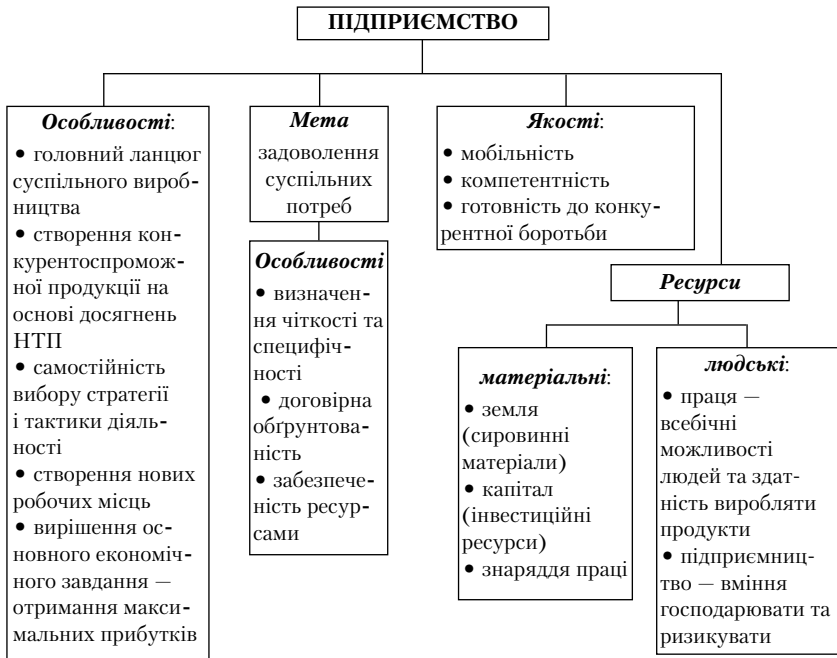 ПІДПРИЄМСТВО
Особливості:
• головний ланцюг
суспільного вироб-
ництва
• створення кон-
курентоспромож-
ної продукції на
основі досягнень
НТП
• самостійність
вибору стратегії
і тактики діяль-
ності
• створення нових
робочих місць
• вирішення ос-
новного економіч-
ного завдання —
отримання макси-
мальних прибутків
Мета
задоволення
суспільних
потреб
Особливості
• визначен-
ня чіткості та
специфіч-
ності
• договірна
обґрунтова-
ність
• забезпече-
ність ресур-
сами
Якості:
• мобільність
• компетентність
• готовність до конку-
рентної боротьби
Ресурси
матеріальні:
• земля
(сировинні
матеріали)
• капітал
(інвестиційні
ресурси)
• знаряддя праці
людські:
• праця —
всебічні
можливості
людей та здат-
ність виробляти
продукти
• підприємниц-
тво — вміння
господарювати та
ризикувати